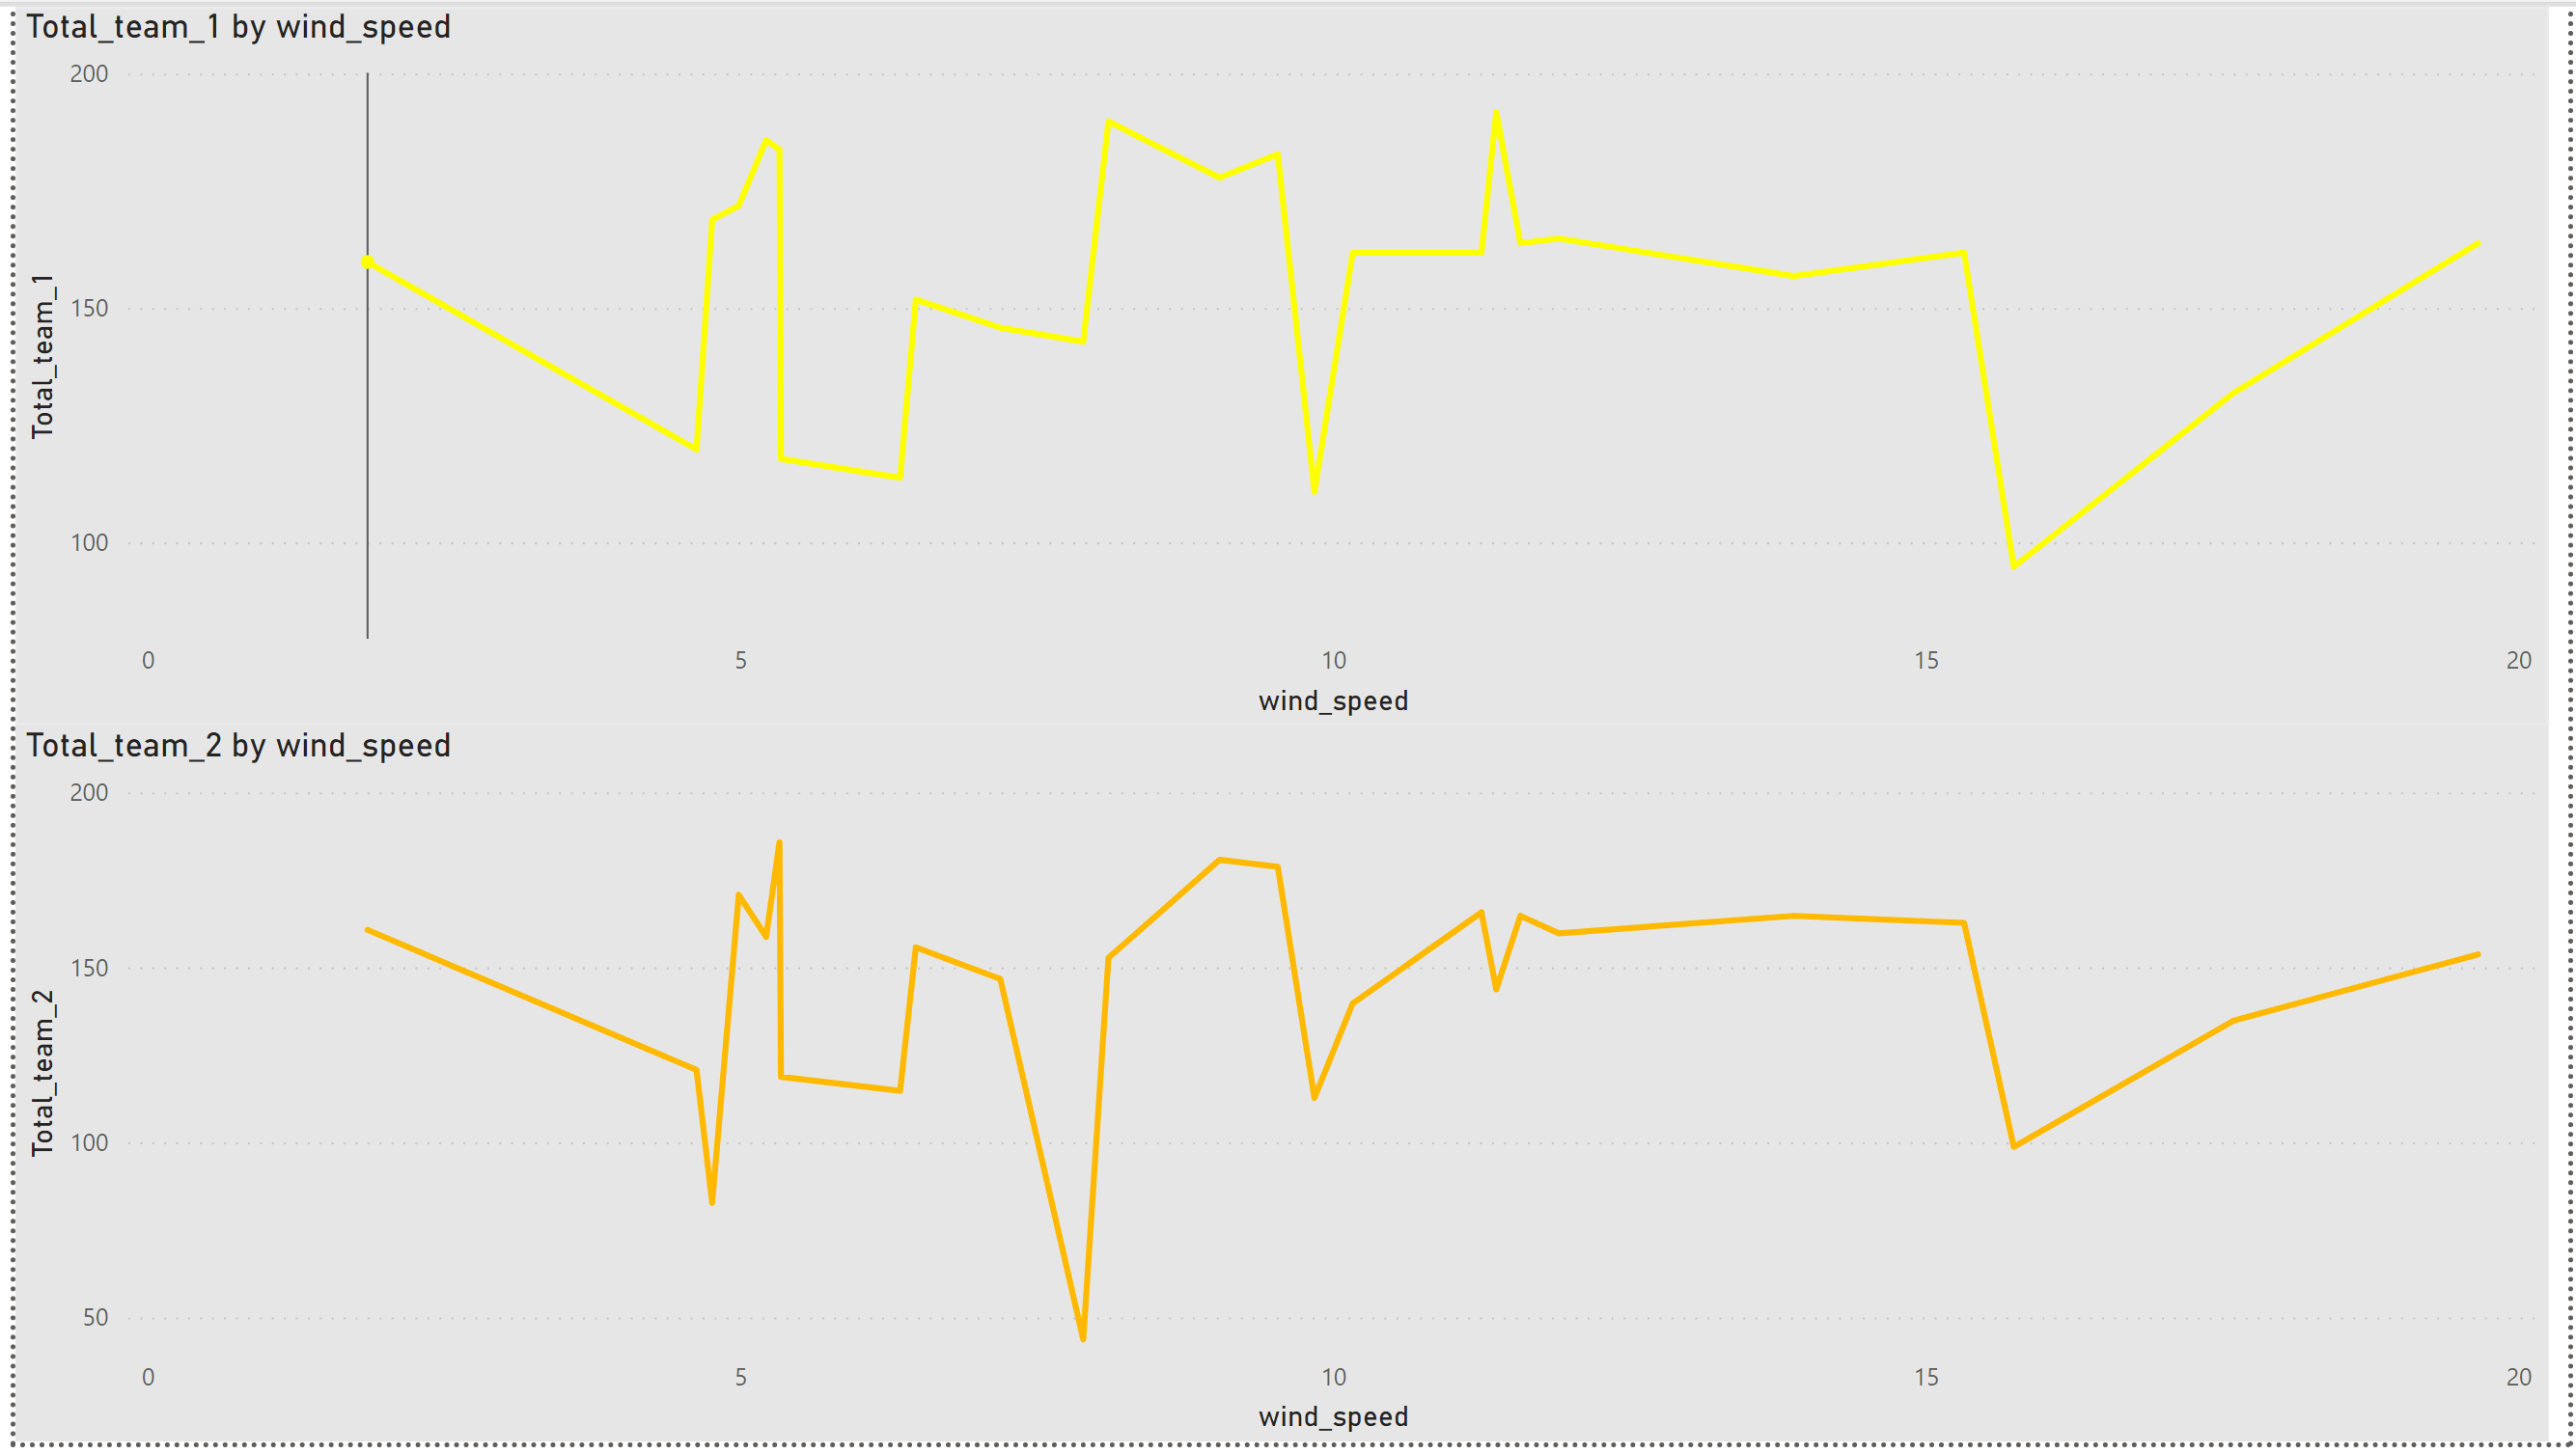 Total_team_1 by wind_speed
200
150
100
Total_team_1
0 5 10 15 20
wind_speed
Total_team_2 by wind_speed
200
150
100
50
Total_team_2
0 5 10 15 20
wind_speed